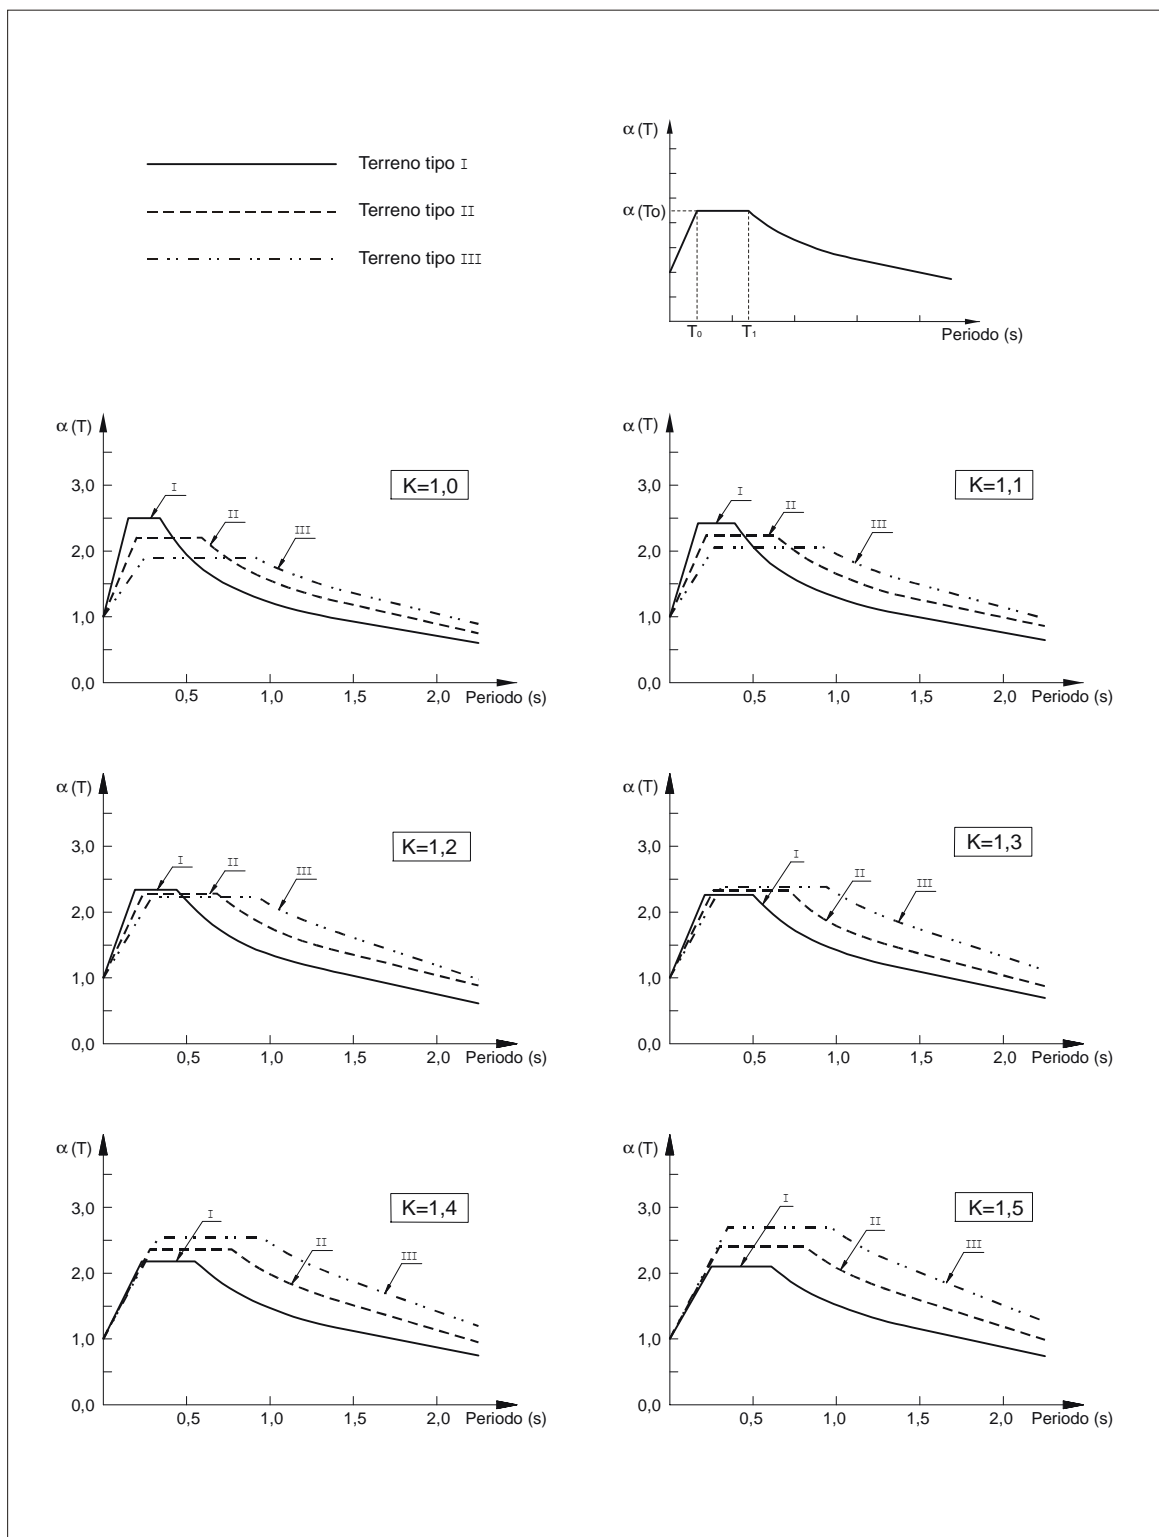 α(T)
Terreno tipo I
Terreno tipo II
Terreno tipo III
α(To)
T0 T1
Periodo (s)
α(T)
3,0
2,0
1,0
0,0
K=1,0
I
II
III
0,5 1,0 1,5 2,0 Periodo (s)
α(T)
3,0
2,0
1,0
0,0
K=1,1
I
II
III
0,5 1,0 1,5 2,0 Periodo (s)
α(T)
3,0
2,0
1,0
0,0
K=1,2
I
II
III
0,5 1,0 1,5 2,0 Periodo (s)
α(T)
3,0
2,0
1,0
0,0
K=1,3
I
II
III
0,5 1,0 1,5 2,0 Periodo (s)
α(T)
3,0
2,0
1,0
0,0
K=1,4
I
II
III
0,5 1,0 1,5 2,0 Periodo (s)
α(T)
3,0
2,0
1,0
0,0
K=1,5
I
II
III
0,5 1,0 1,5 2,0 Periodo (s)